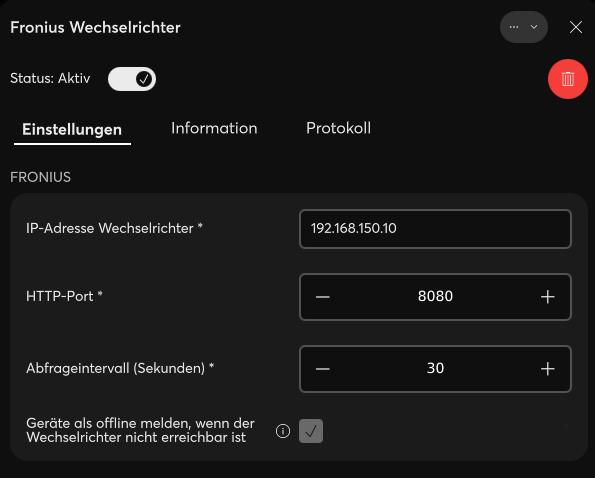 Fronius Wechselrichter
Status: Aktiv
Einstellungen Information Protokoll
FRONIUS
IP-Adresse Wechselrichter * 192.168.150.10
HTTP-Port * 8080
Abfrageintervall (Sekunden) * 30
Geräte als offline melden, wenn der
Wechselrichter nicht erreichbar ist